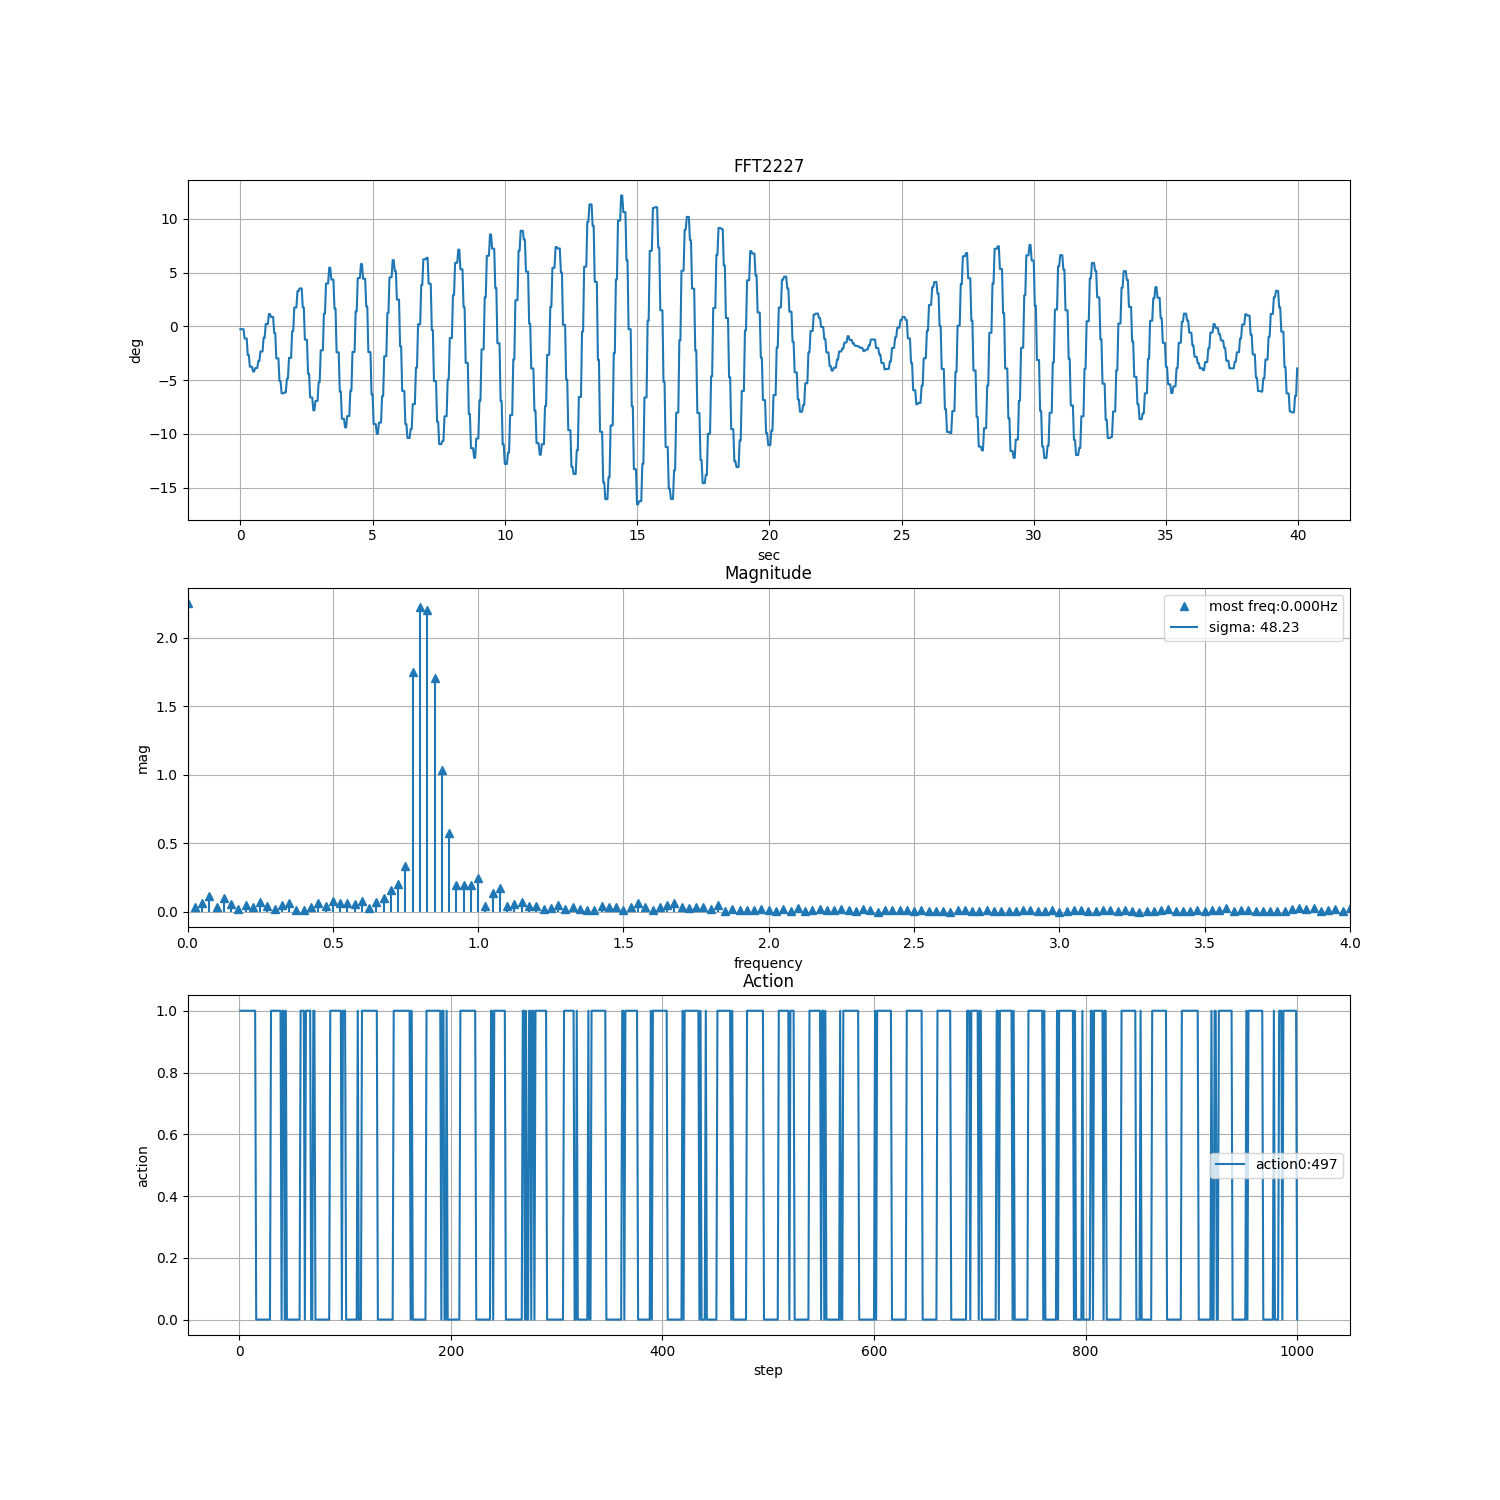 FFT2227
10
5
0
−5
−10
−15
deg
0 5 10 15 20 25 30 35 40
sec
Magnitude
most freq:0.000Hz
sigma: 48.23
2.0
1.5
1.0
0.5
0.0
mag
0.0 0.5 1.0 1.5 2.0 2.5 3.0 3.5 4.0
frequency
Action
1.0
0.8
0.6
0.4
0.2
0.0
action
action0:497
0 200 400 600 800 1000
step